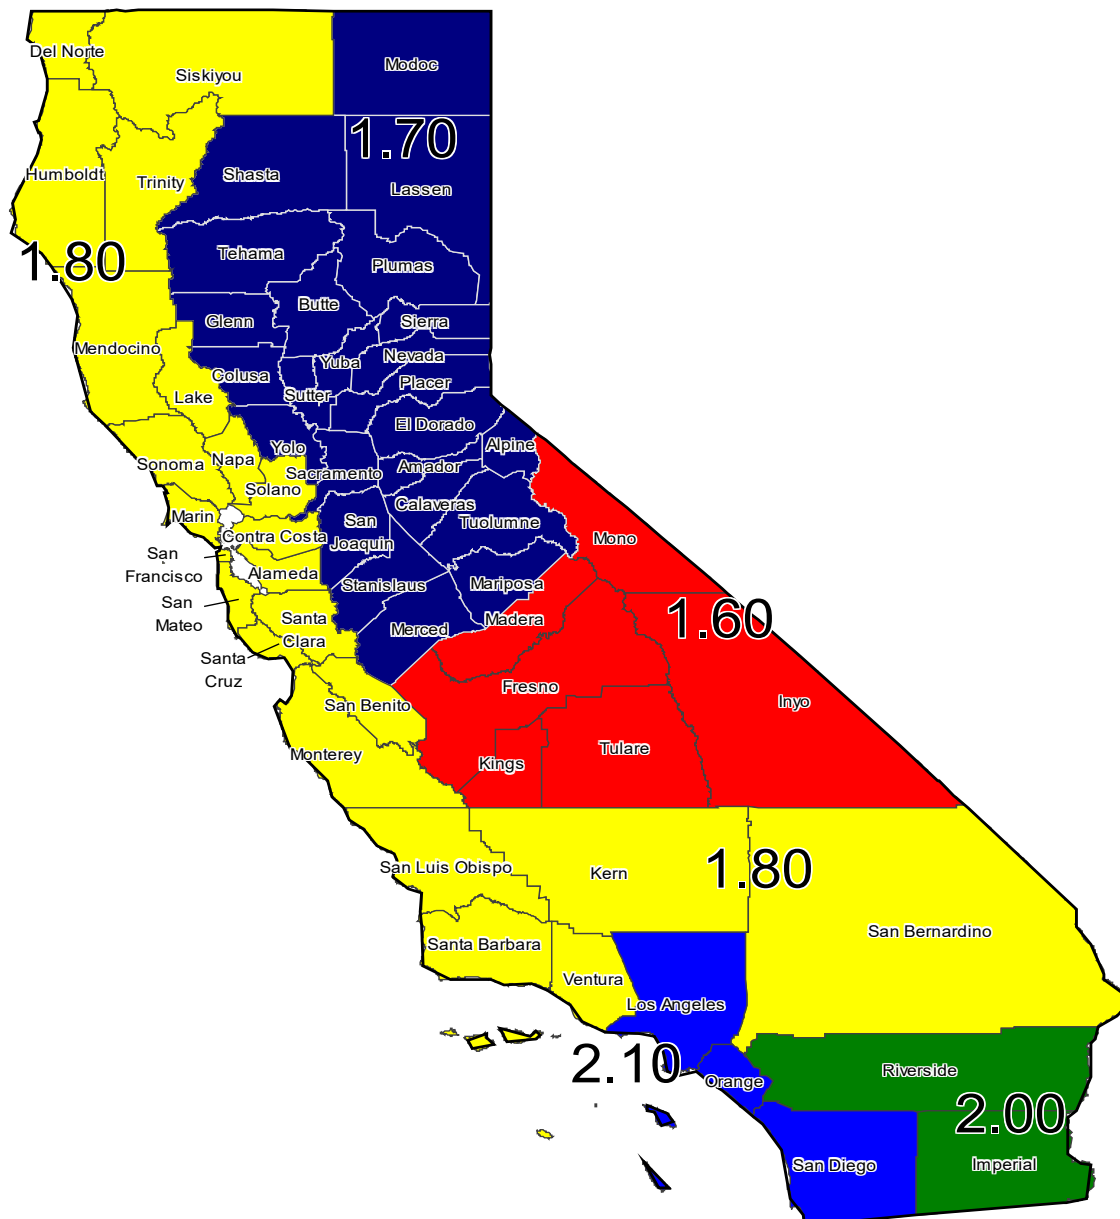 Del Norte
Siskiyou
Modoc
1.70
Shasta
Lassen
Humboldt
Trinity
1.80
Tehama
Plumas
Butte
Glenn
Sierra
Mendocino
Yuba
Nevada
Colusa
Placer
Lake
Sutter
El Dorado
Alpine
Yolo
Napa
Sonoma
Sacramento
Amador
Solano
Calaveras
Marin
San
Joaquin
Tuolumne
Contra Costa
Mono
San
Francisco
Alameda
Stanislaus
Mariposa
San
Mateo
Santa
Clara
Merced
Madera
1.60
Santa
Cruz
Fresno
Inyo
San Benito
Monterey
Kings
Tulare
San Luis Obispo
Kern
1.80
San Bernardino
Santa Barbara
Ventura
Los Angeles
2.10
Orange
Riverside
2.00
San Diego
Imperial